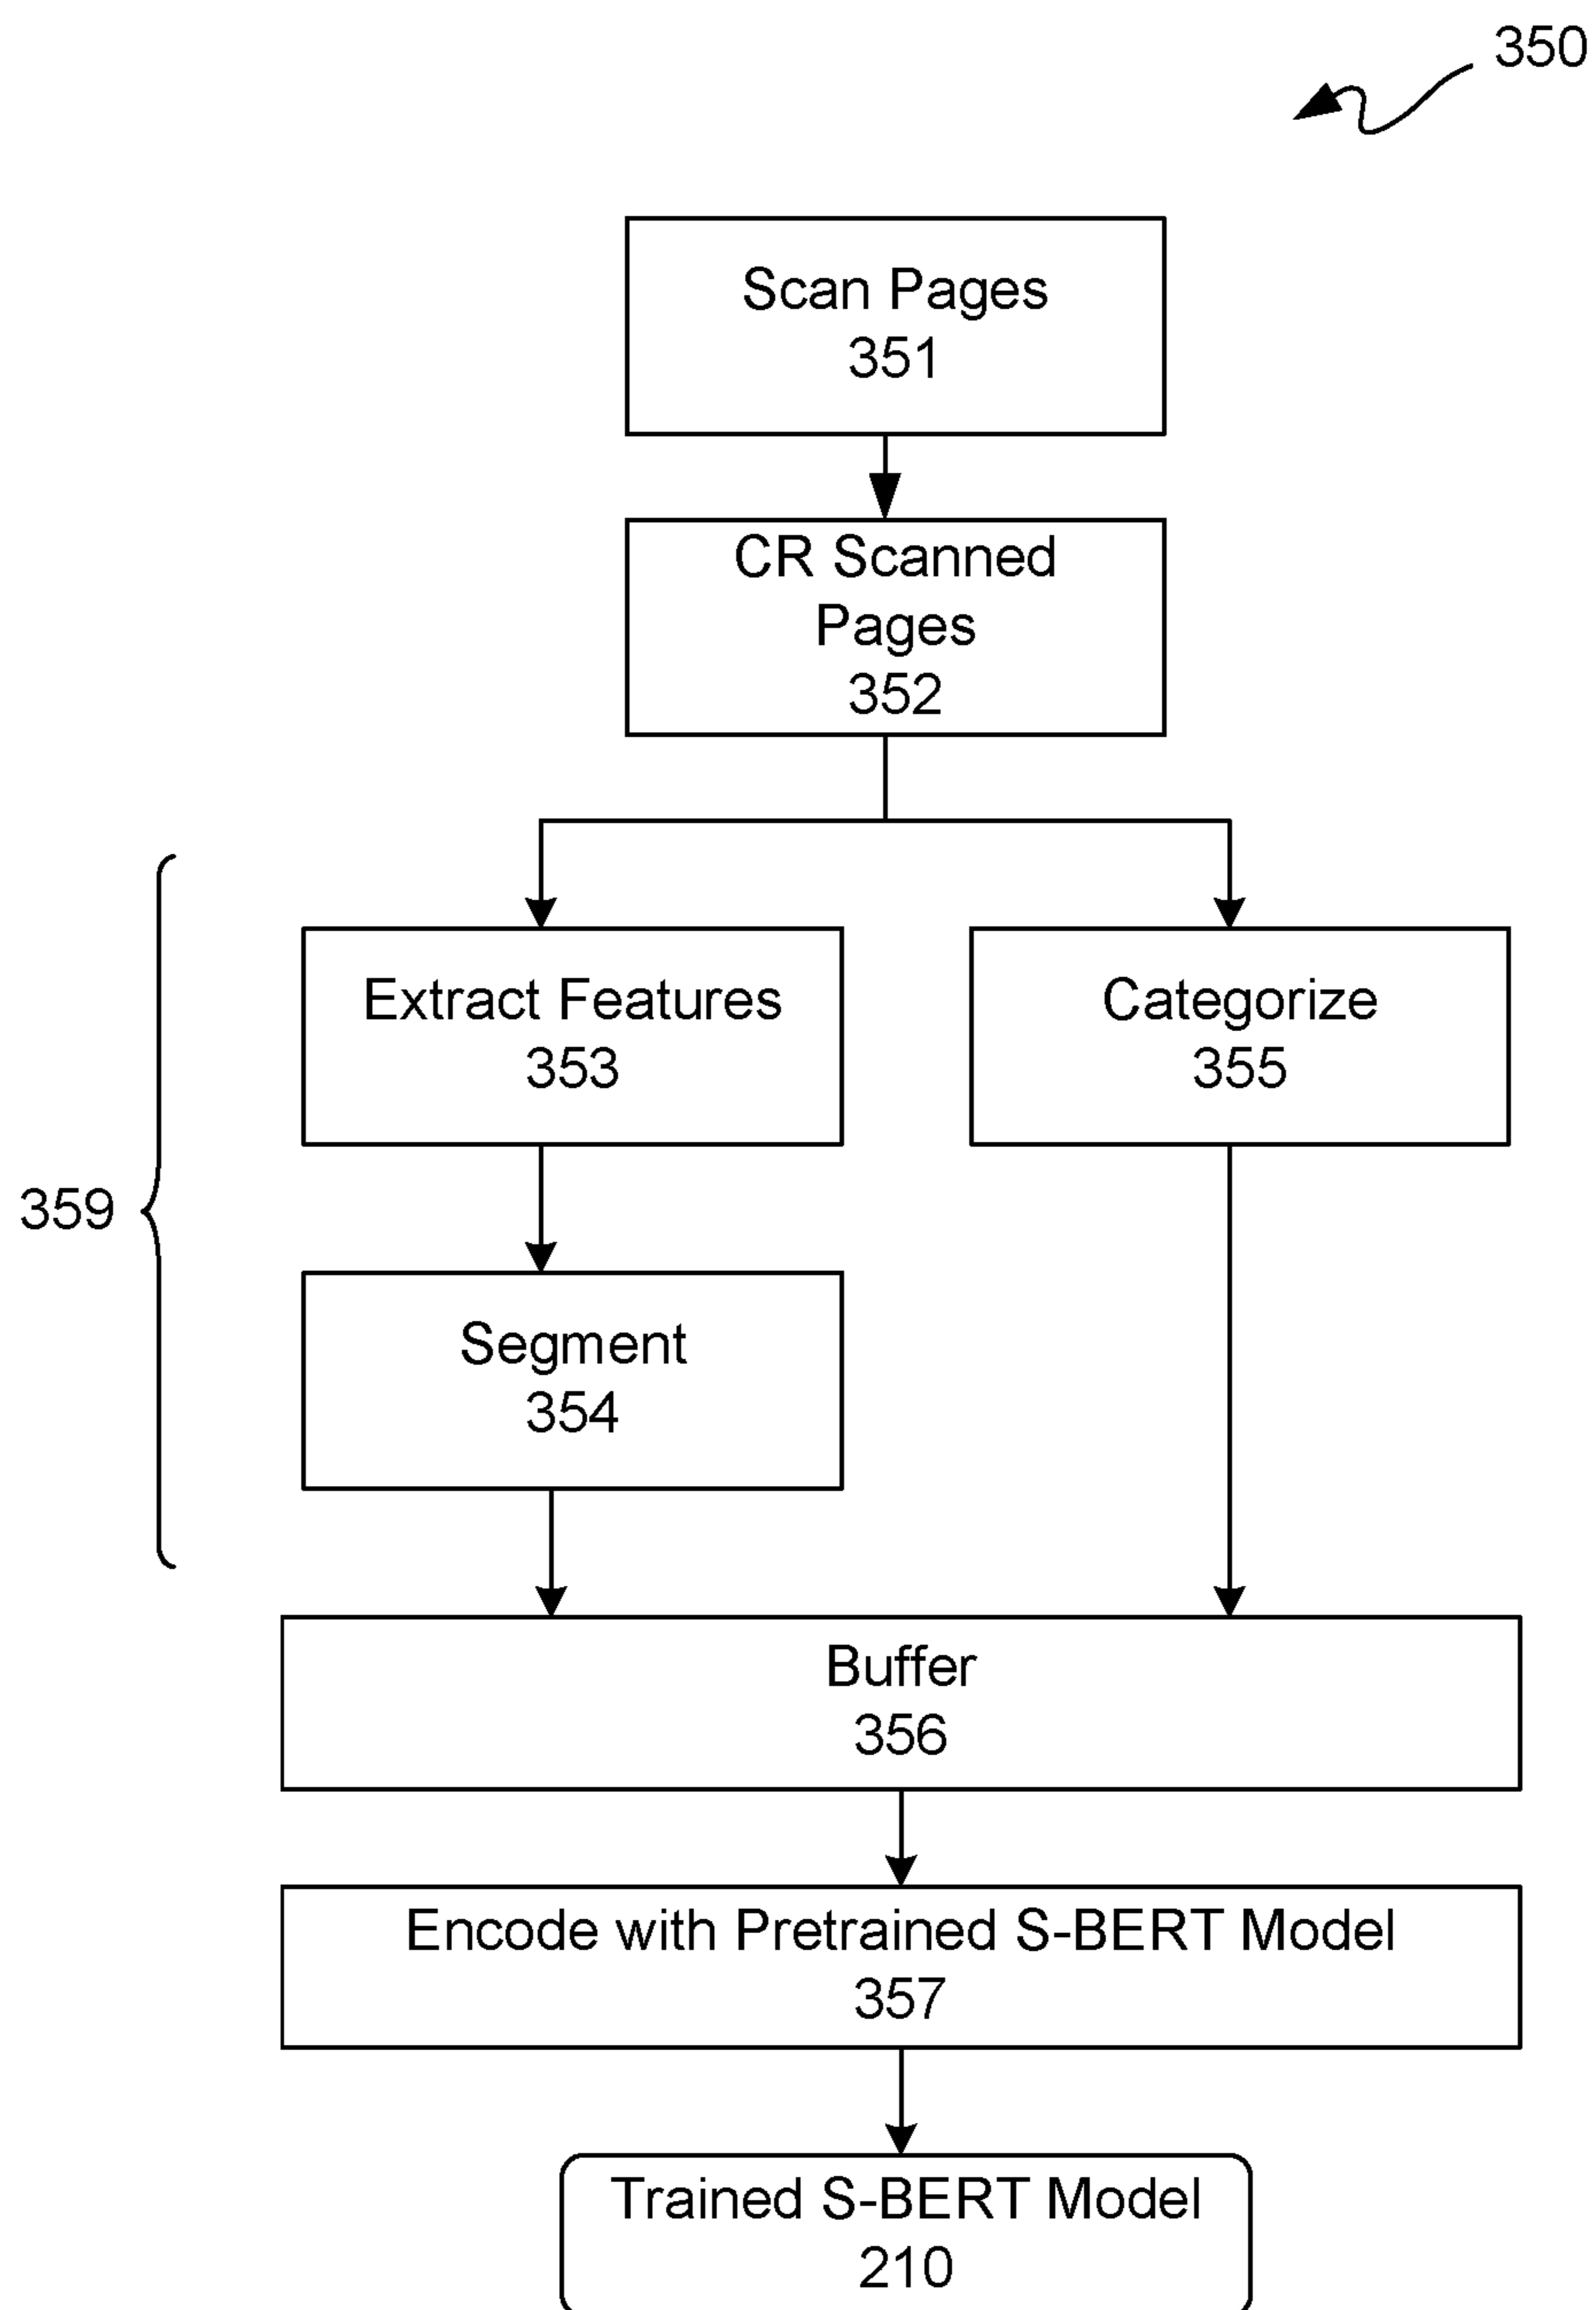 350
Scan Pages
351
CR Scanned
Pages
352
Extract Features
353
Categorize
355
359
Segment
354
Buffer
356
Encode with Pretrained S-BERT Model
357
Trained S-BERT Model
210